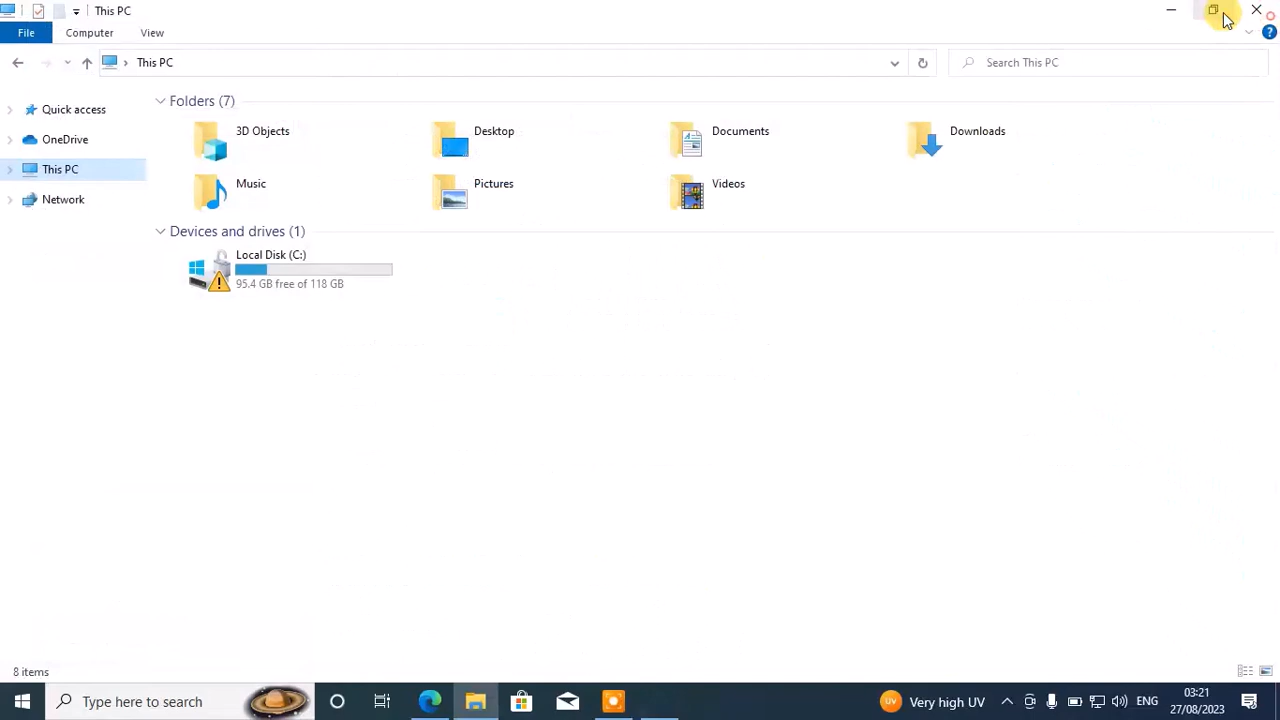 This PC
File Computer View
This PC Search This PC
Quick access
OneDrive
This PC
Network
Folders (7)
3D Objects Desktop Documents Downloads
Music Pictures Videos
Devices and drives (1)
Local Disk (C:)
95.4 GB free of 118 GB
8 items
Type here to search
Very high UV
ENG
03:21
27/08/2023